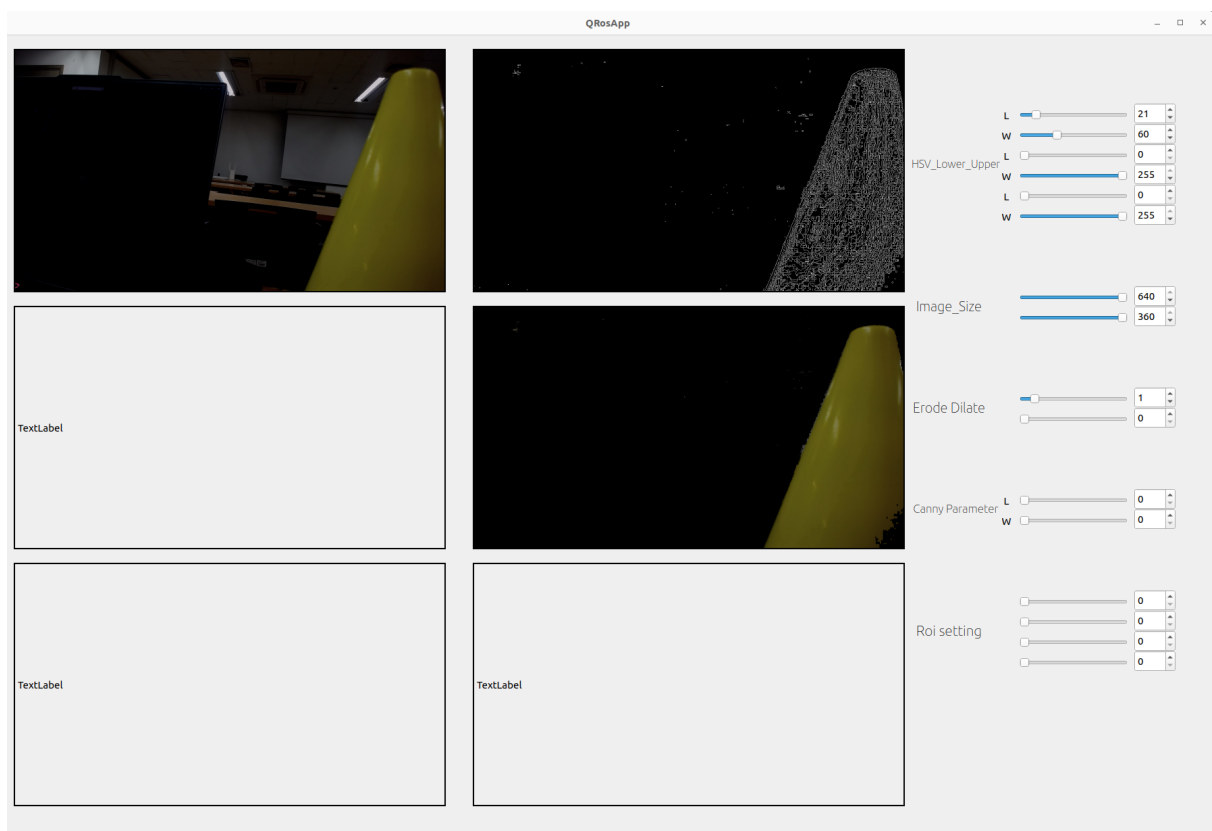 QRosApp
L 21
W 60
HSV_Lower_Upper
L 0
W 255
L 0
W 255
Image_Size
640
360
TextLabel
Erode Dilate
1
0
Canny Parameter
L 0
W 0
TextLabel
TextLabel
Roi setting
0
0
0
0